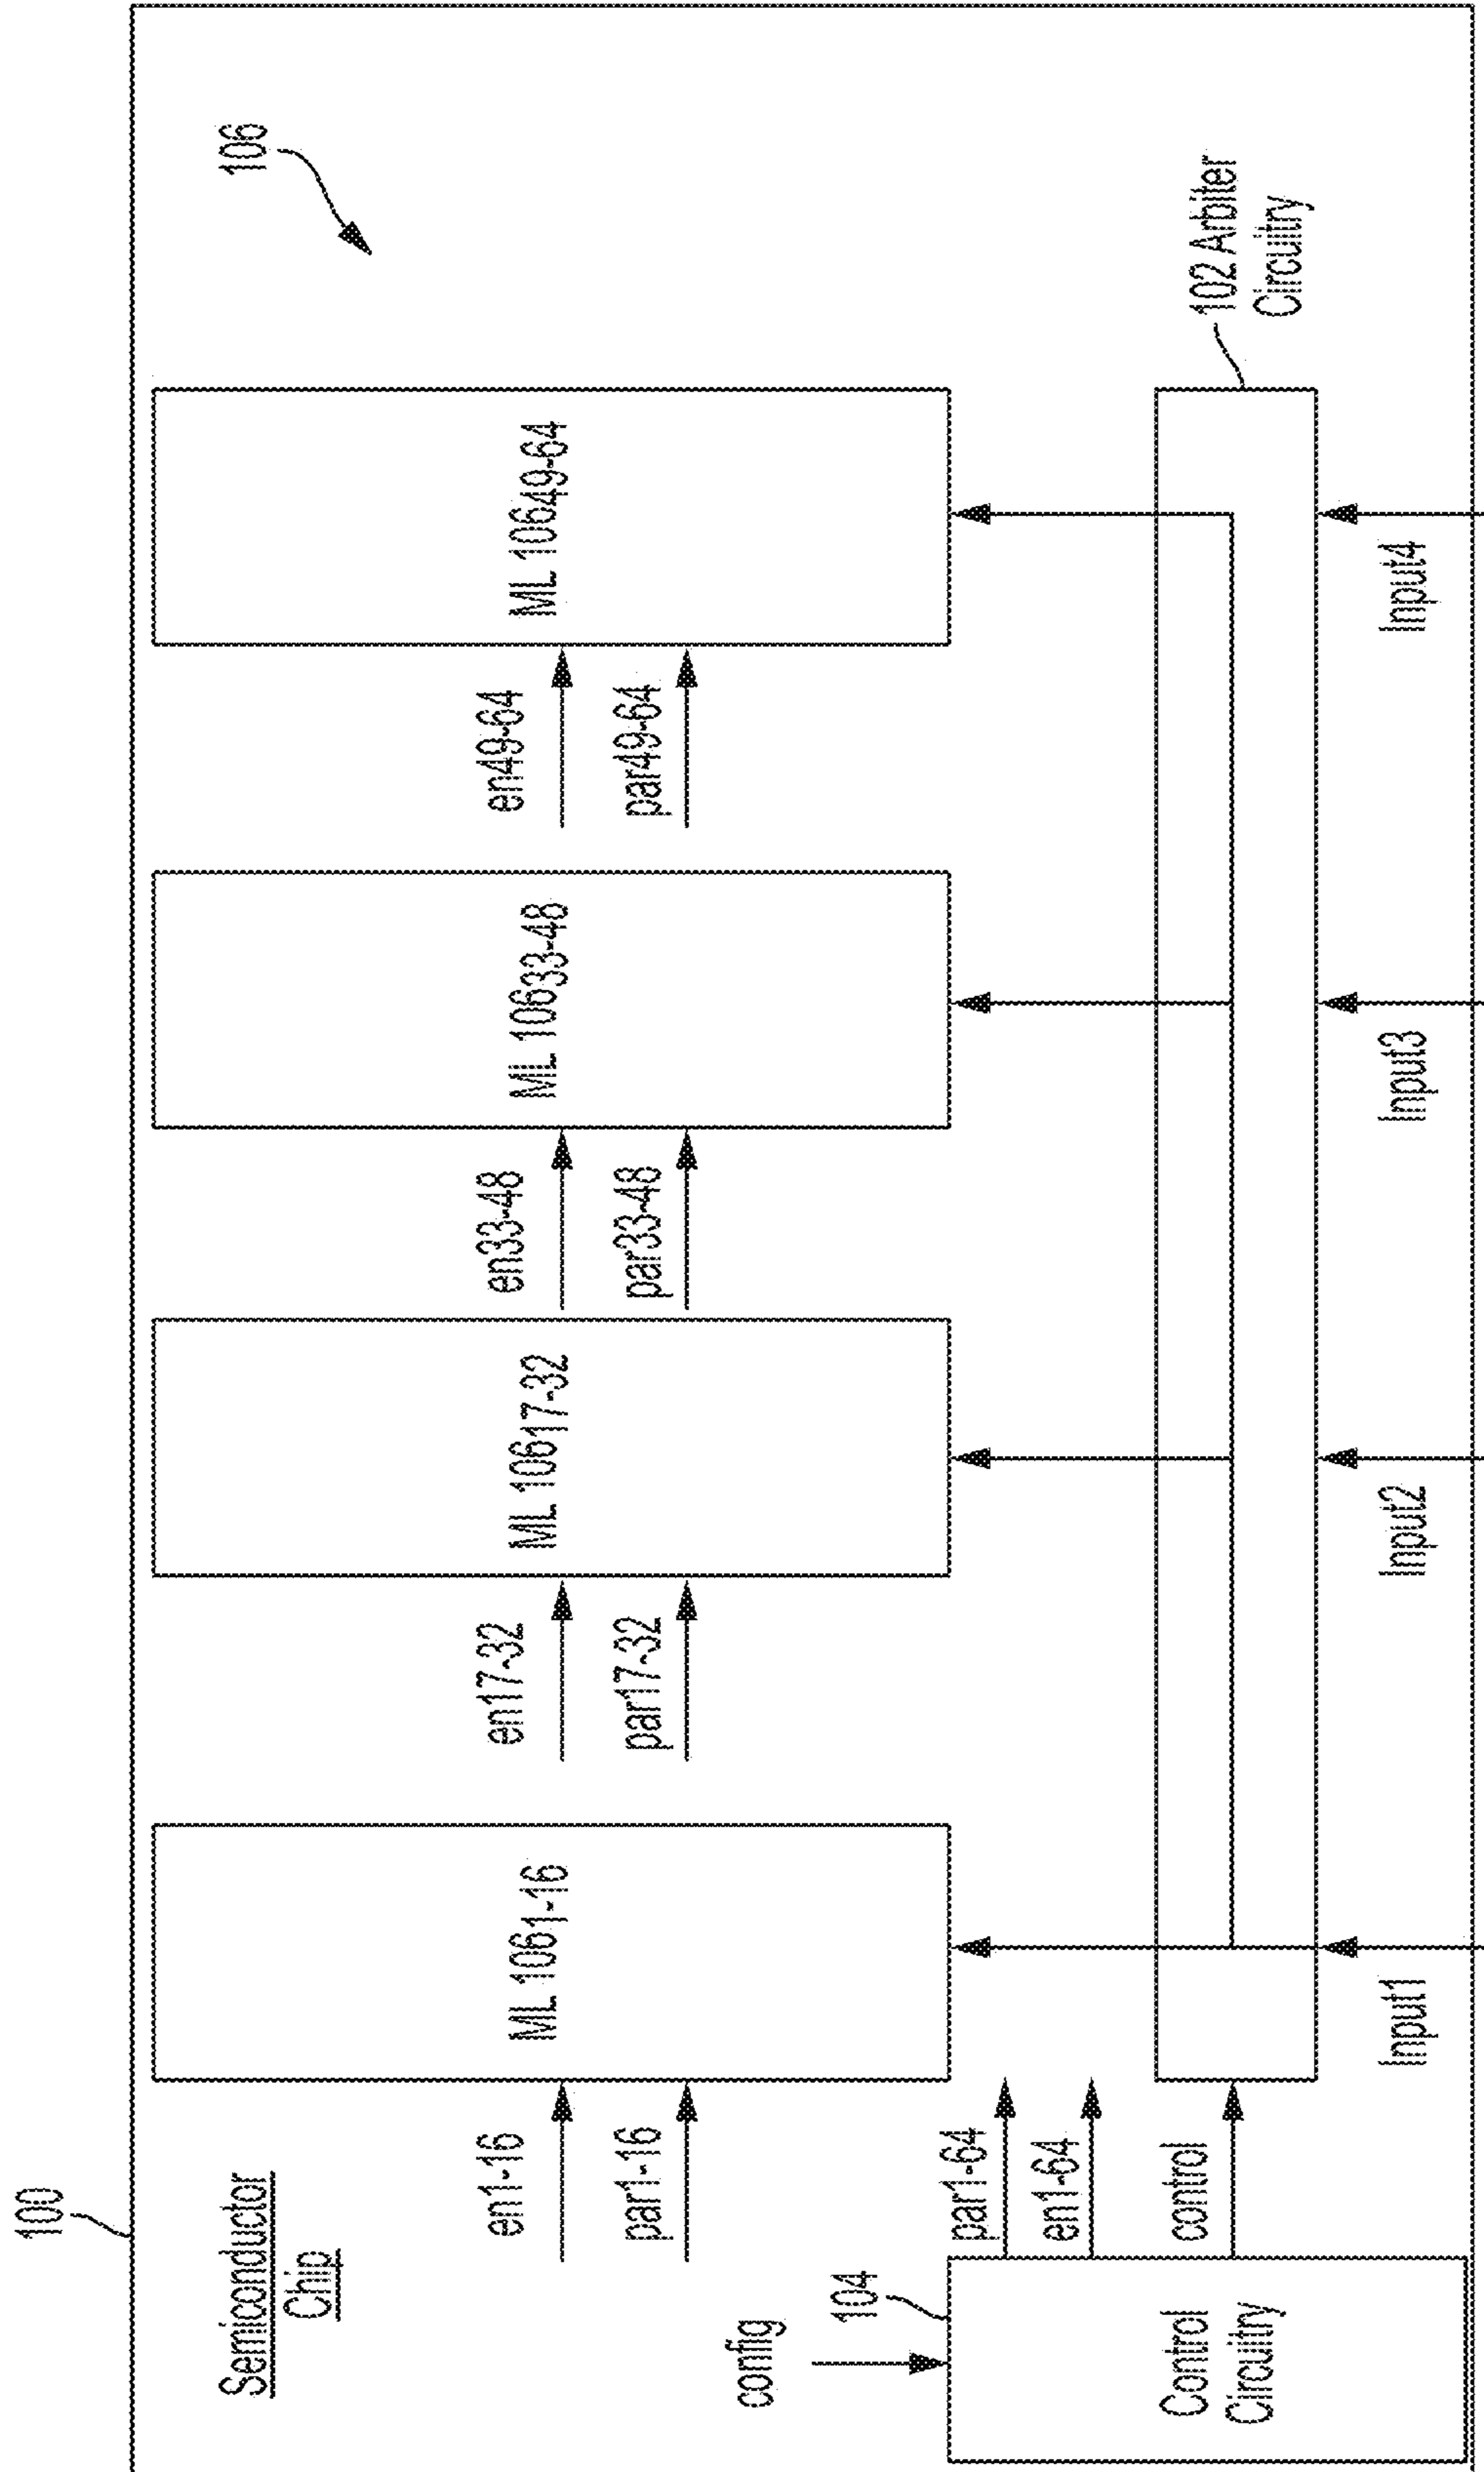 100
Semiconductor
Chip
106
ML 106₁₋₁₆
ML 106₁₇₋₃₂
ML 106₃₃₋₄₈
ML 106₄₉₋₆₄
en1-16
en17-32
en33-48
en49-64
par1-16
par17-32
par33-48
par49-64
config
104
par1-64
en1-64
control
Control
Circuitry
102 Arbiter
Circuitry
Input1
Input2
Input3
Input4